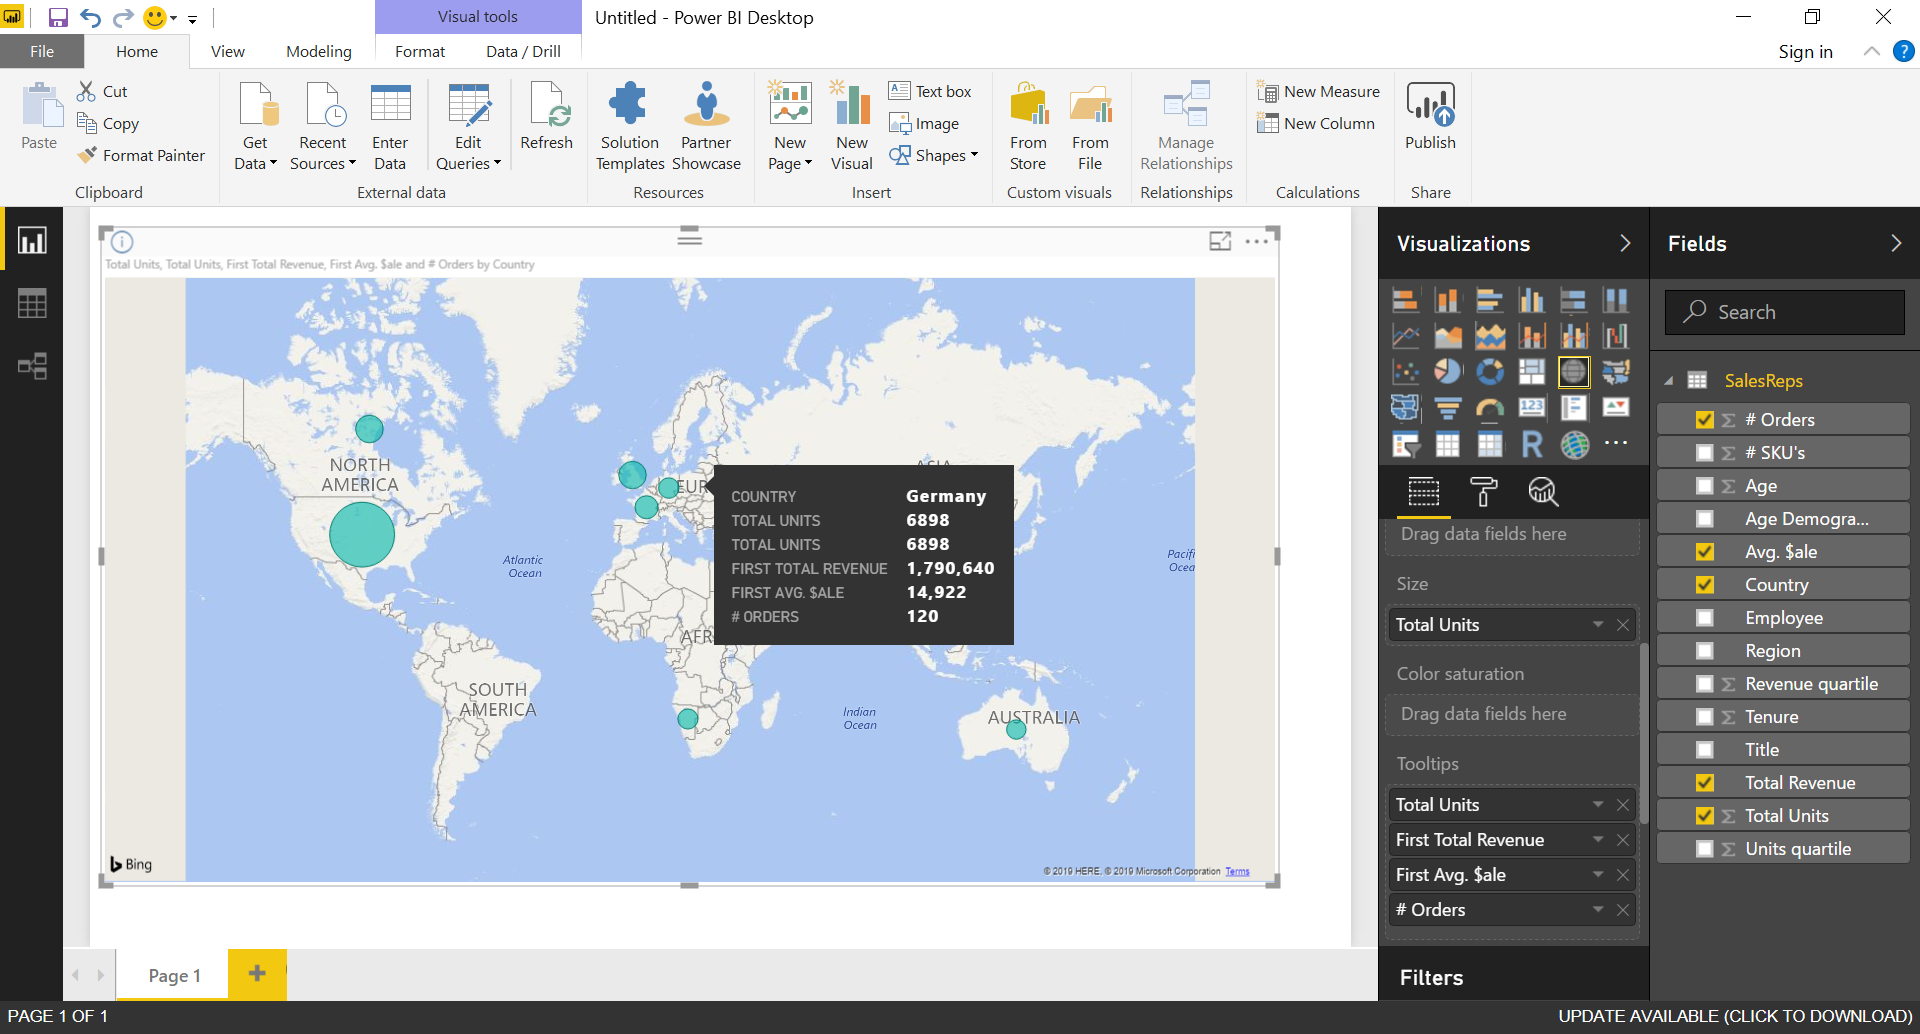 Visual tools
Untitled - Power BI Desktop
File
Home
View
Modeling
Format
Data / Drill
Sign in
?
Paste
Cut
Copy
Format Painter
Clipboard
Get
Data
Recent
Sources
Enter
Data
Edit
Queries
Refresh
External data
Solution
Templates
Partner
Showcase
Resources
New
Page
New
Visual
Text box
Image
Shapes
Insert
From
Store
From
File
Custom visuals
Manage
Relationships
Relationships
New Measure
New Column
Calculations
Publish
Share
Total Units, Total Units, First Total Revenue, First Avg. $ale and # Orders by Country
NORTH
AMERICA
Atlantic
Ocean
SOUTH
AMERICA
EUR
ASIA
AFR
Indian
Ocean
AUSTRALIA
Pacifi
Ocea
COUNTRY Germany
TOTAL UNITS 6898
TOTAL UNITS 6898
FIRST TOTAL REVENUE 1,790,640
FIRST AVG. $ALE 14,922
# ORDERS 120
Bing
© 2019 HERE, © 2019 Microsoft Corporation Terms
Visualizations
123
R
Drag data fields here
Size
Total Units
Color saturation
Drag data fields here
Tooltips
Total Units
First Total Revenue
First Avg. $ale
# Orders
Filters
Fields
Search
SalesReps
# Orders
# SKU's
Age
Age Demogra...
Avg. $ale
Country
Employee
Region
Revenue quartile
Tenure
Title
Total Revenue
Total Units
Units quartile
Page 1
PAGE 1 OF 1
UPDATE AVAILABLE (CLICK TO DOWNLOAD)